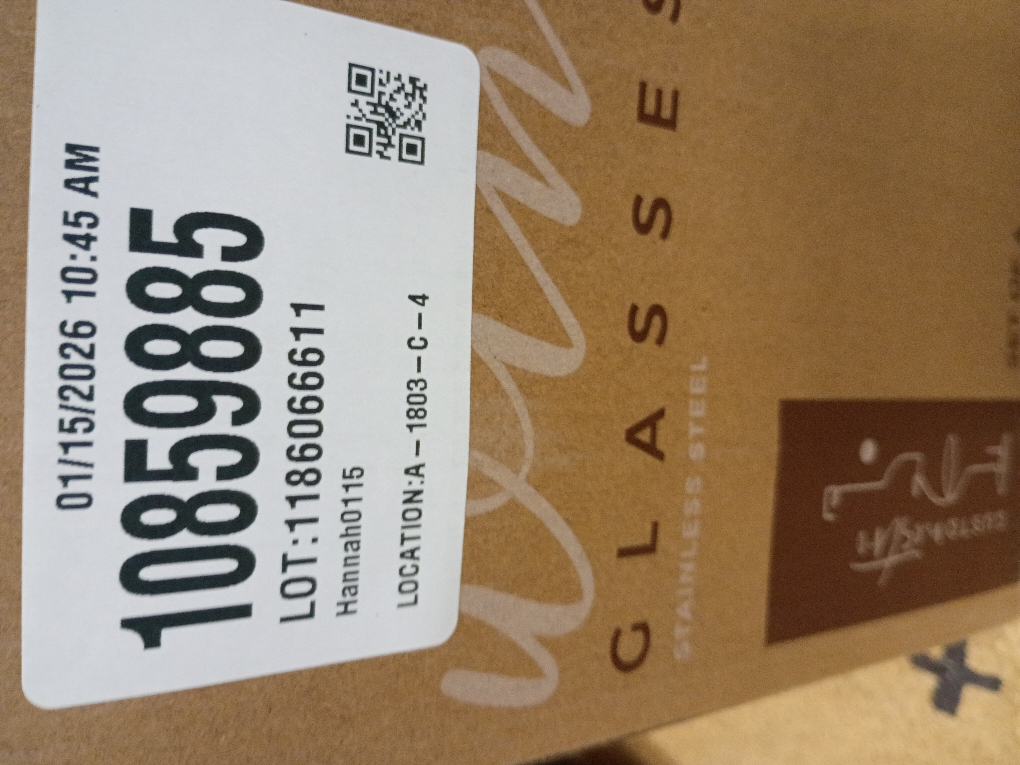 01/15/2026 10:45 AM
10859885
LOT:1186066611
Hannah0115
LOCATION:A-1803-C-4
GLASSES
STAINLESS STEEL